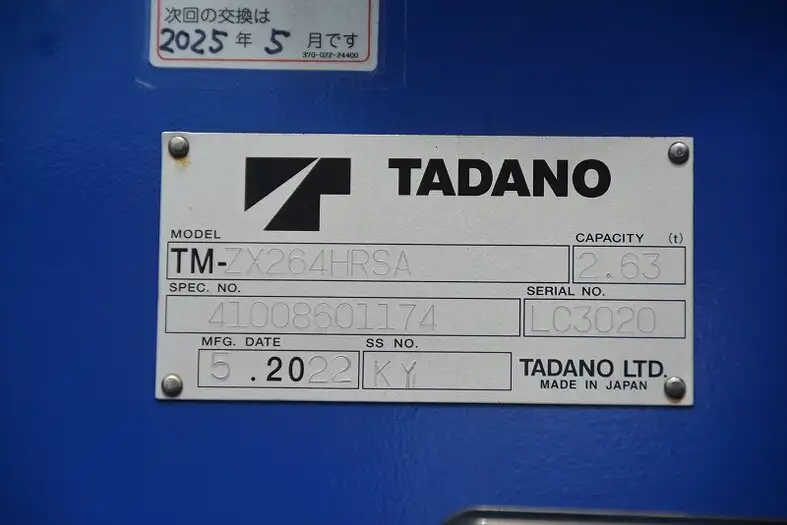 次回の交換は
2025 年 5 月です
370-022-24400
TADANO
MODEL
CAPACITY (t)
TM-ZX264HRSA
2.63
SPEC. NO.
SERIAL NO.
41008601174
LC3020
MFG. DATE
SS NO.
5 .2022
KY
TADANO LTD.
MADE IN JAPAN